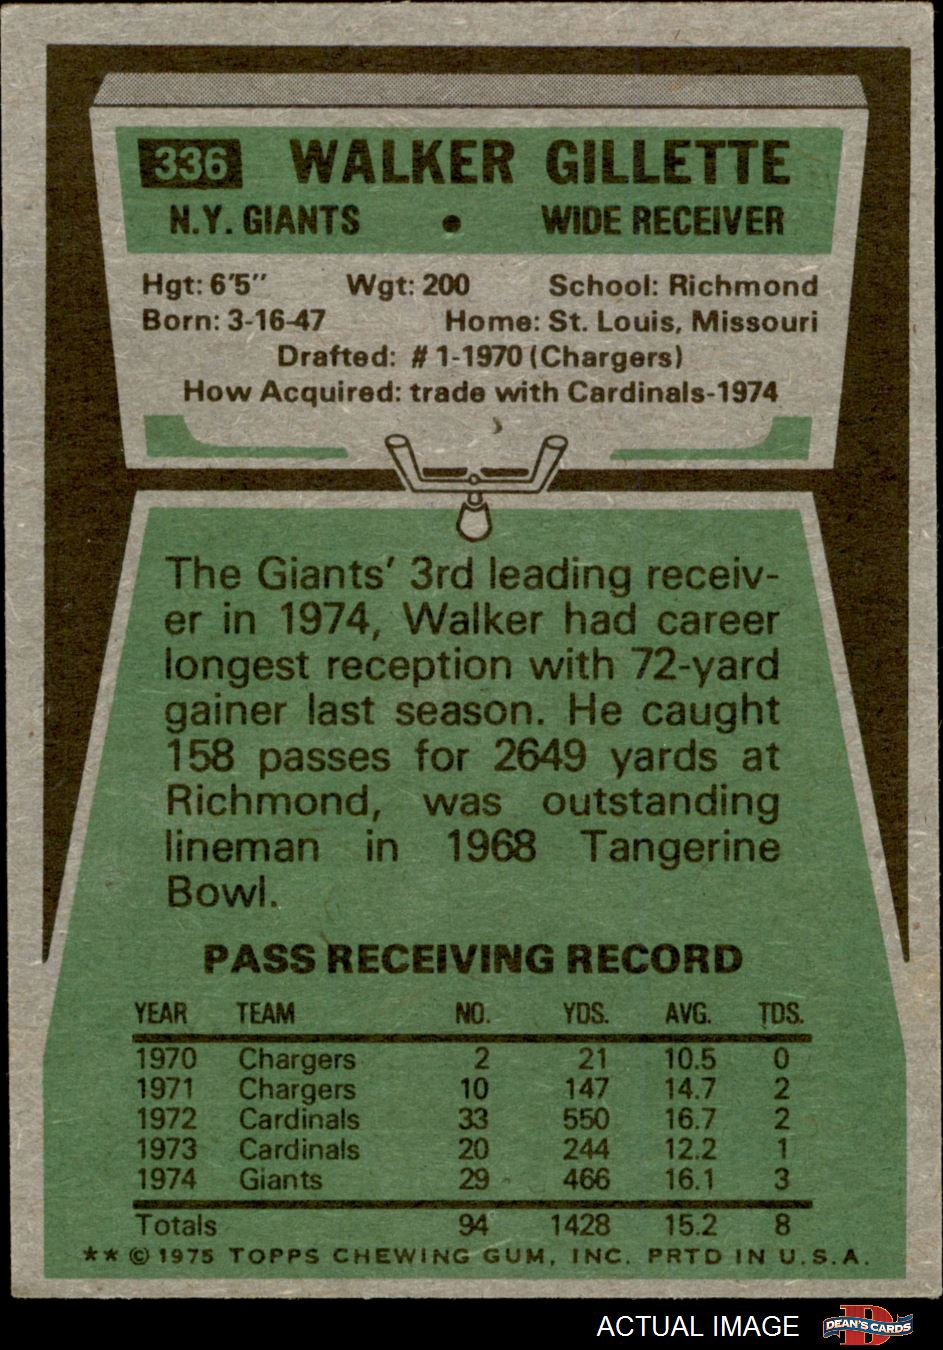 336 WALKER GILLETTE
N.Y. GIANTS • WIDE RECEIVER
Hgt: 6'5" Wgt: 200 School: Richmond
Born: 3-16-47 Home: St. Louis, Missouri
Drafted: #1-1970 (Chargers)
How Acquired: trade with Cardinals-1974
The Giants' 3rd leading receiv-
er in 1974, Walker had career
longest reception with 72-yard
gainer last season. He caught
158 passes for 2649 yards at
Richmond, was outstanding
lineman in 1968 Tangerine
Bowl.
PASS RECEIVING RECORD
YEAR TEAM NO. YDS. AVG. TDS.
1970 Chargers 2 21 10.5 0
1971 Chargers 10 147 14.7 2
1972 Cardinals 33 550 16.7 2
1973 Cardinals 20 244 12.2 1
1974 Giants 29 466 16.1 3
Totals 94 1428 15.2 8
** © 1975 TOPPS CHEWING GUM, INC. PRTD IN U.S.A.
ACTUAL IMAGE DEAN'S CARDS